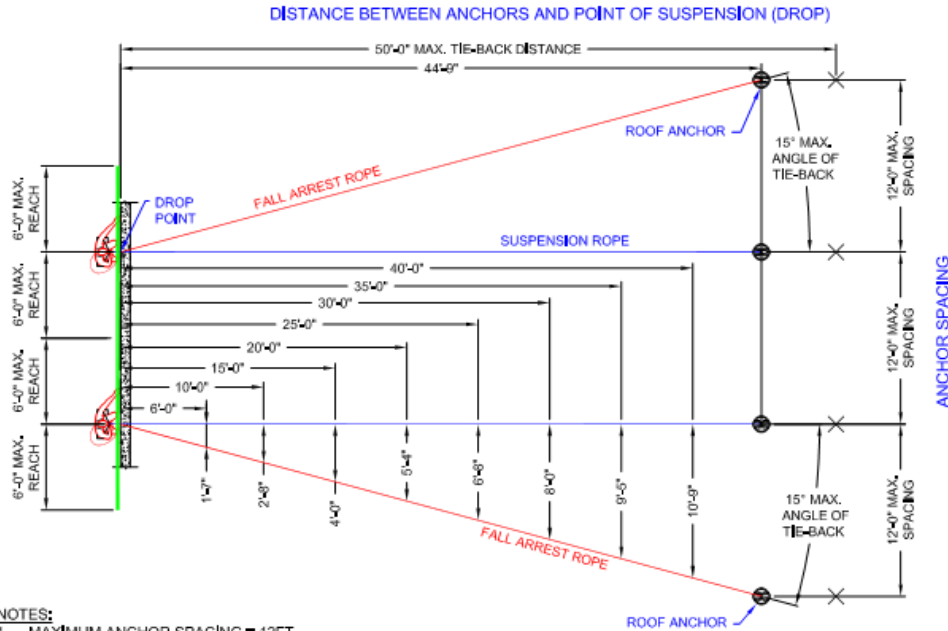 DISTANCE BETWEEN ANCHORS AND POINT OF SUSPENSION (DROP)
50'-0" MAX. TIE-BACK DISTANCE
44'-9"
ROOF ANCHOR
15° MAX.
ANGLE OF
TIE-BACK
12'-0" MAX.
SPACING
FALL ARREST ROPE
6'-0" MAX.
REACH
DROP
POINT
SUSPENSION ROPE
40'-0"
35'-0"
30'-0"
25'-0"
20'-0"
15'-0"
10'-0"
6'-0"
6'-0" MAX.
REACH
6'-0" MAX.
REACH
12'-0" MAX.
SPACING
ANCHOR SPACING
6'-0" MAX.
REACH
1'-7"
2'-8"
4'-0"
5'-4"
6'-8"
8'-0"
9'-5"
10'-9"
15° MAX.
ANGLE OF
TIE-BACK
12'-0" MAX.
SPACING
FALL ARREST ROPE
ROOF ANCHOR
NOTES:
MAXIMUM ANCHOR SPACING = 12FT